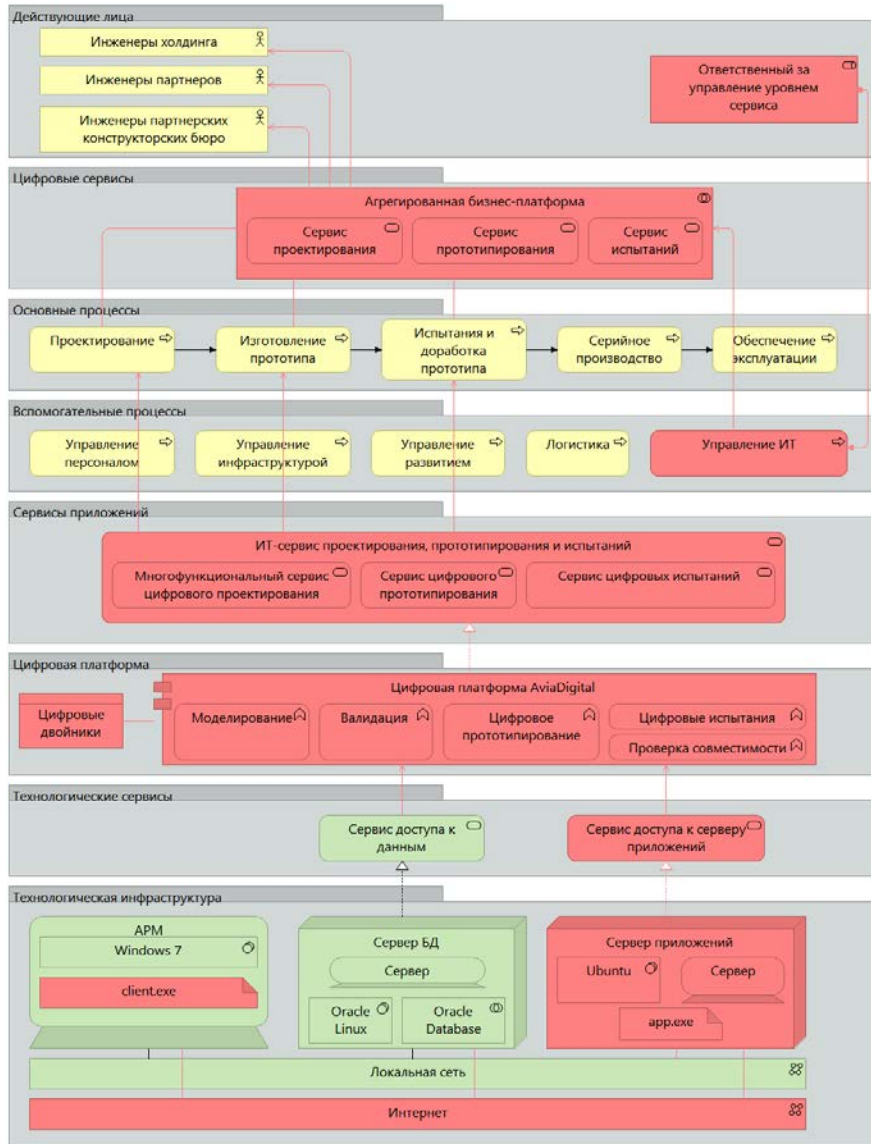 Действующие лица
Инженеры холдинга
Инженеры партнеров
Инженеры партнерских
конструкторских бюро
Ответственный за
управление уровнем
сервиса
Цифровые сервисы
Агрегированная бизнес-платформа
Сервис
проектирования
Сервис
прототипирования
Сервис
испытаний
Основные процессы
Проектирование
Изготовление
прототипа
Испытания и
доработка
прототипа
Серийное
производство
Обеспечение
эксплуатации
Вспомогательные процессы
Управление
персоналом
Управление
инфраструктурой
Управление
развитием
Логистика
Управление ИТ
Сервисы приложений
ИТ-сервис проектирования, прототипирования и испытаний
Многофункциональный сервис
цифрового проектирования
Сервис цифрового
прототипирования
Сервис цифровых испытаний
Цифровая платформа
Цифровые
двойники
Цифровая платформа AviaDigital
Моделирование
Валидация
Цифровое
прототипирование
Цифровые испытания
Проверка совместимости
Технологические сервисы
Сервис доступа к
данным
Сервис доступа к серверу
приложений
Технологическая инфраструктура
АРМ
Windows 7
client.exe
Сервер БД
Сервер
Oracle
Linux
Oracle
Database
Сервер приложений
Ubuntu
Сервер
app.exe
Локальная сеть
Интернет